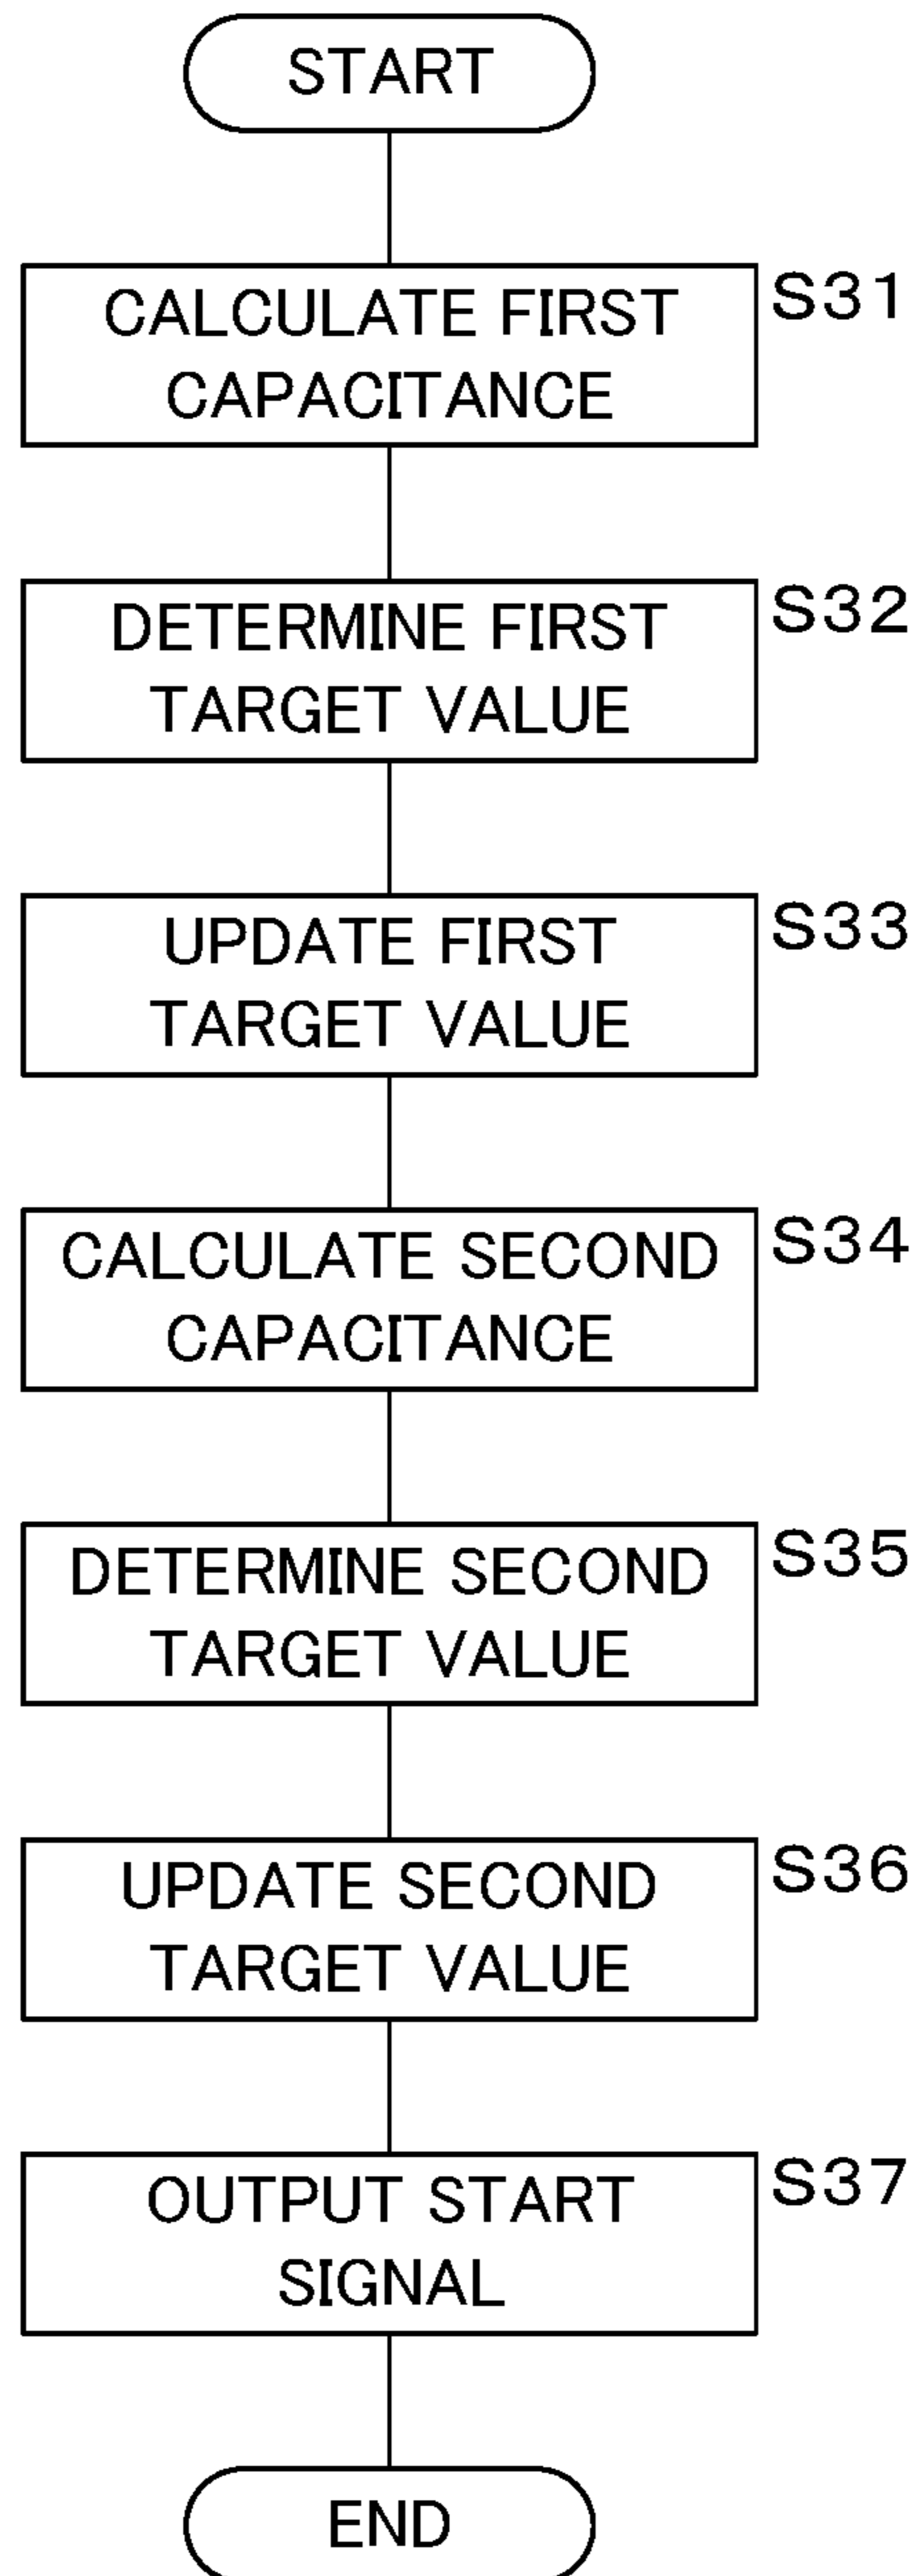 START
CALCULATE FIRST
CAPACITANCE
S31
DETERMINE FIRST
TARGET VALUE
S32
UPDATE FIRST
TARGET VALUE
S33
CALCULATE SECOND
CAPACITANCE
S34
DETERMINE SECOND
TARGET VALUE
S35
UPDATE SECOND
TARGET VALUE
S36
OUTPUT START
SIGNAL
S37
END